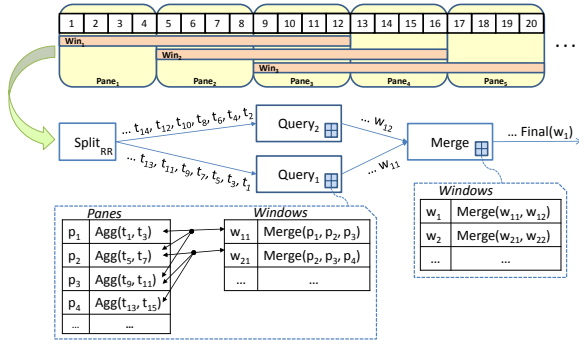 1 2 3 4 5 6 7 8 9 10 11 12 13 14 15 16 17 18 19 20
Win₁
Win₂
Win₃
...
Pane₁ Pane₂ Pane₃ Pane₄ Pane₅
... t₁₄, t₁₂, t₁₀, t₈, t₆, t₄, t₂
Query₂
... w₁₂
Split RR
Merge
... Final(w₁)
... t₁₃, t₁₁, t₉, t₇, t₅, t₃, t₁
Query₁
... w₁₁
Panes
p₁ Agg(t₁, t₃)
p₂ Agg(t₅, t₇)
p₃ Agg(t₉, t₁₁)
p₄ Agg(t₁₃, t₁₅)
... ...
Windows
w₁₁ Merge(p₁, p₂, p₃)
w₂₁ Merge(p₂, p₃, p₄)
... ...
Windows
w₁ Merge(w₁₁, w₁₂)
w₂ Merge(w₂₁, w₂₂)
... ...